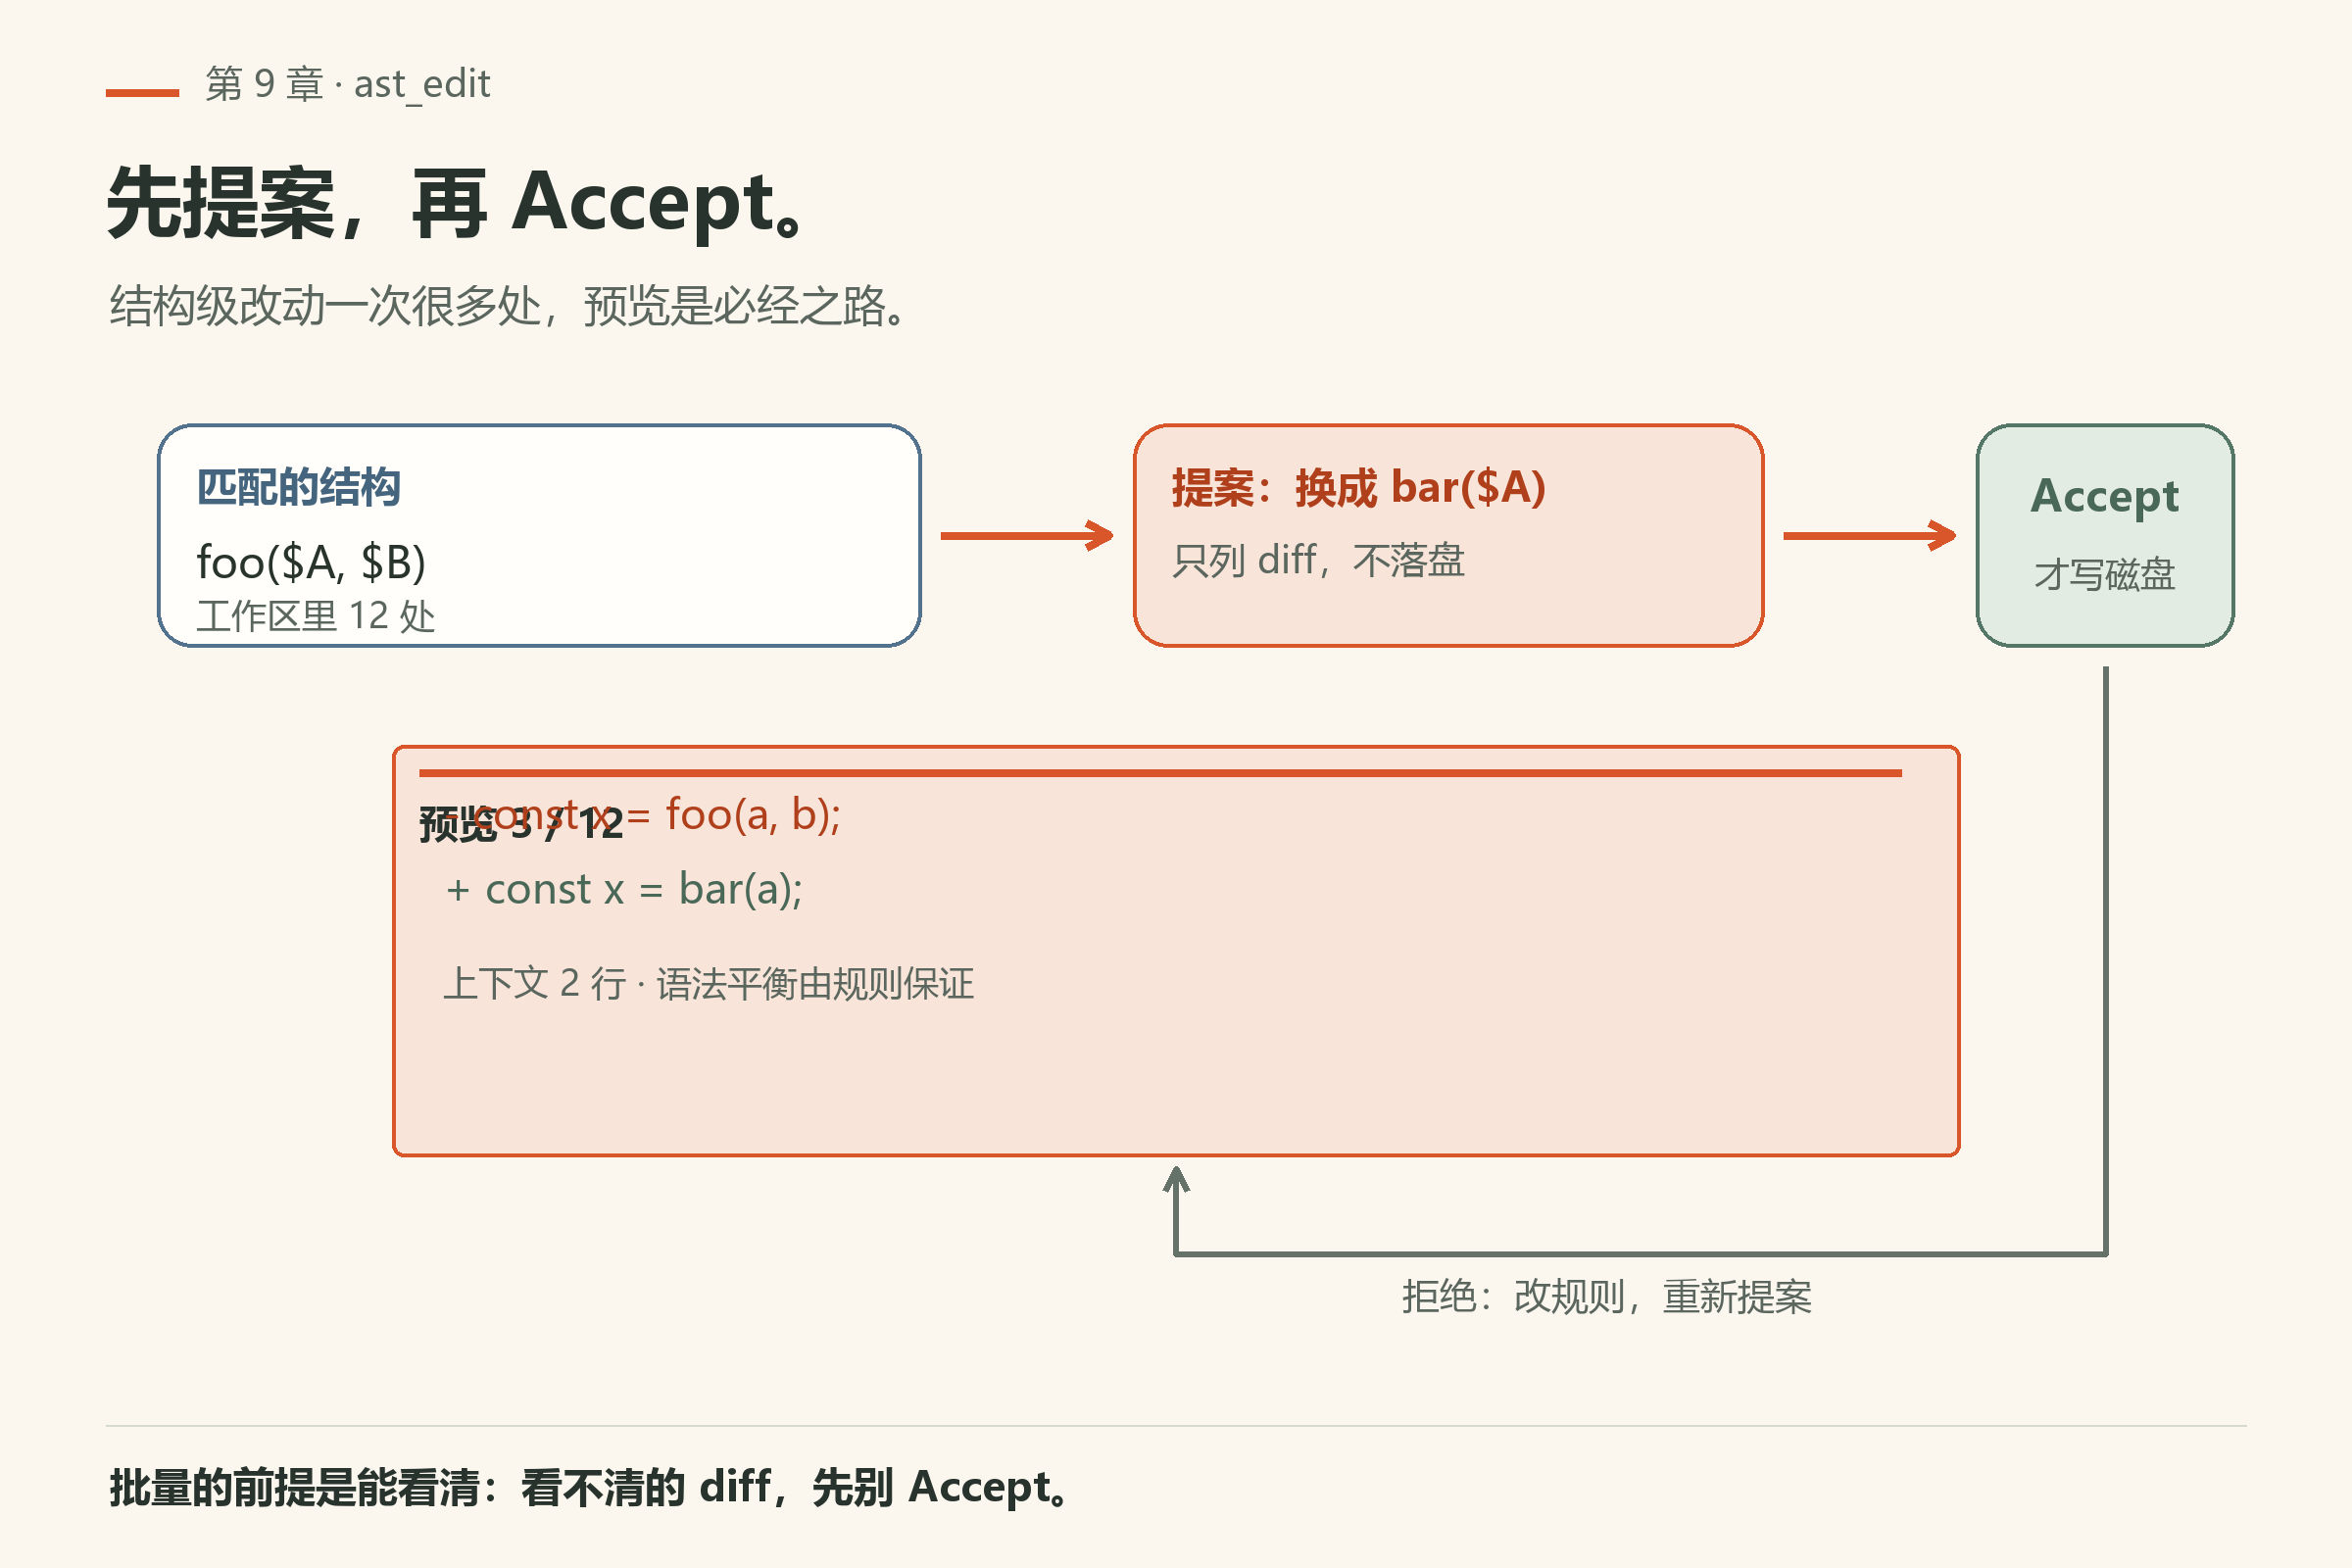 第 9 章 · ast_edit
先提案，再 Accept。
结构级改动一次很多处，预览是必经之路。
匹配的结构
foo($A, $B)
工作区里 12 处
提案：换成 bar($A)
只列 diff，不落盘
Accept
才写磁盘
预览 3 / 12
- const x = foo(a, b);
+ const x = bar(a);
上下文 2 行 · 语法平衡由规则保证
拒绝：改规则，重新提案
批量的前提是能看清：看不清的 diff，先别 Accept。